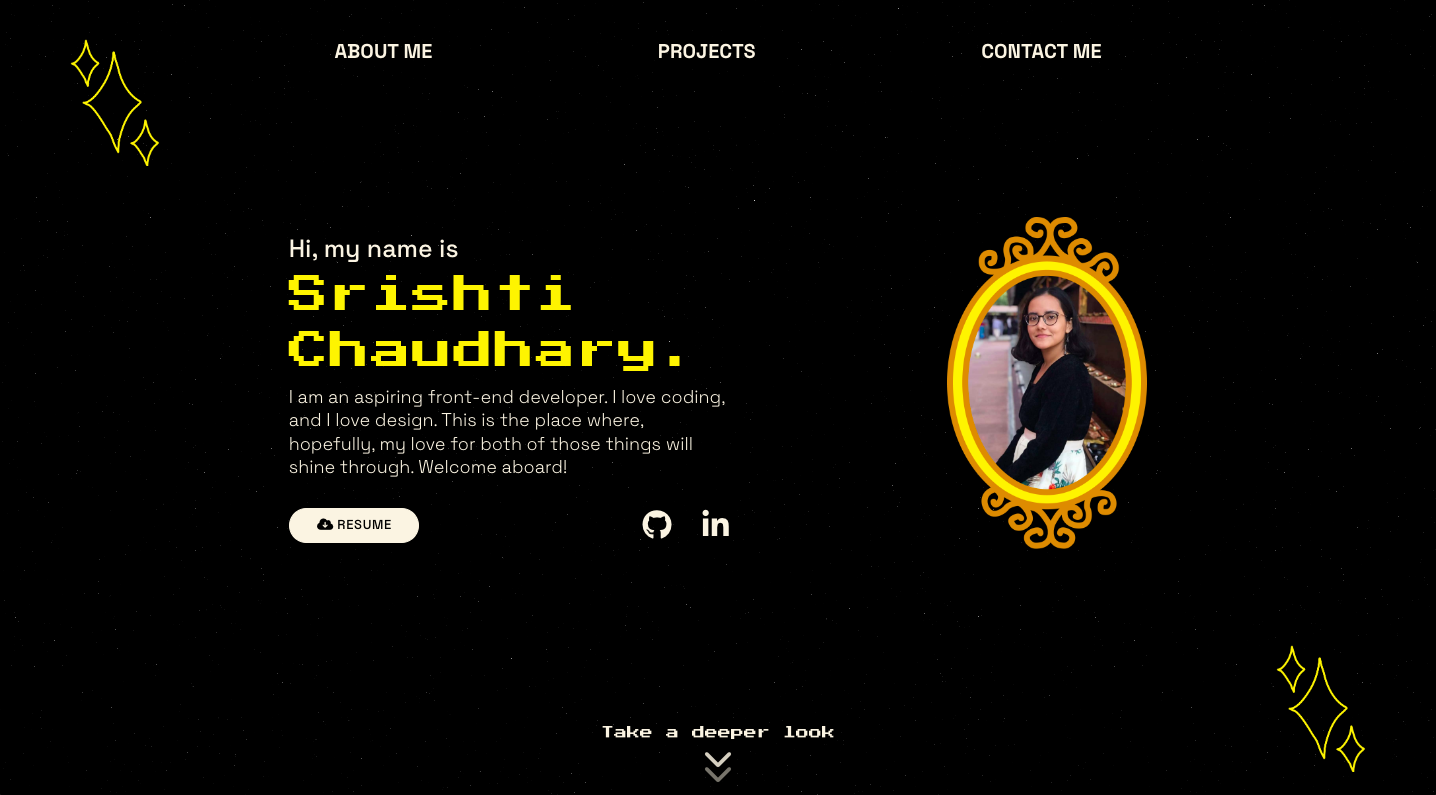 ABOUT ME
PROJECTS
CONTACT ME
Hi, my name is
Srishti
Chaudhary.
I am an aspiring front-end developer. I love coding,
and I love design. This is the place where,
hopefully, my love for both of those things will
shine through. Welcome aboard!
RESUME
in
Take a deeper look